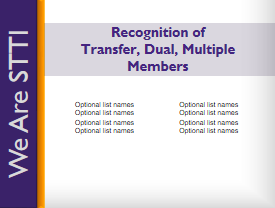 We Are STTI
Recognition of
Transfer, Dual, Multiple
Members
Optional list names
Optional list names
Optional list names
Optional list names
Optional list names
Optional list names
Optional list names
Optional list names